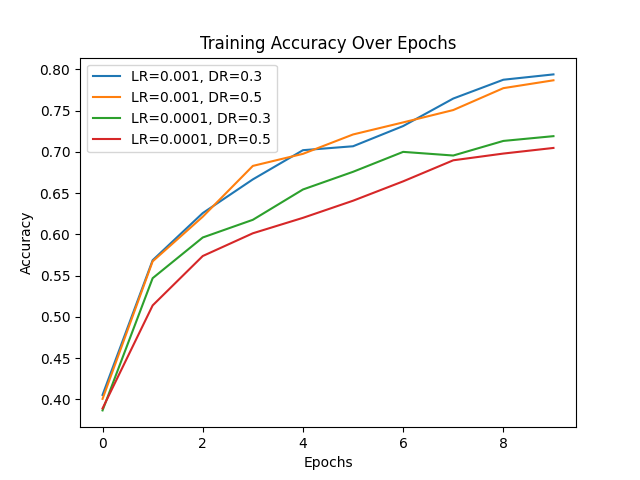 Training Accuracy Over Epochs
LR=0.001, DR=0.3
LR=0.001, DR=0.5
LR=0.0001, DR=0.3
LR=0.0001, DR=0.5
Accuracy
0.80
0.75
0.70
0.65
0.60
0.55
0.50
0.45
0.40
0 2 4 6 8
Epochs